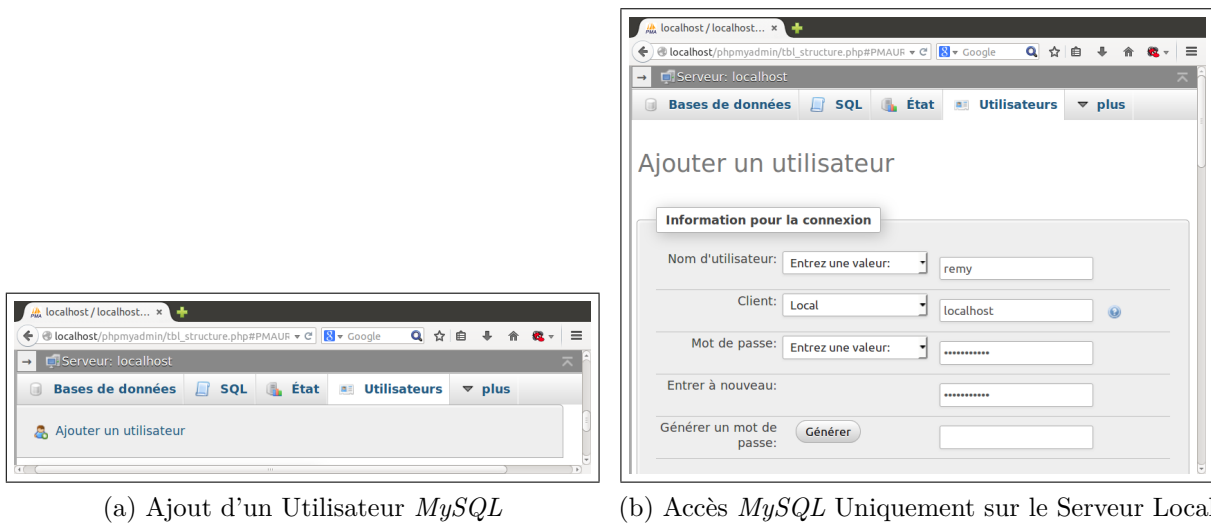 localhost / localhost... ×
localhost/phpmyadmin/tbl_structure.php#PMAUR
Google
Serveur: localhost
Bases de données SQL État Utilisateurs plus
Ajouter un utilisateur
(a) Ajout d'un Utilisateur MySQL
localhost / localhost... ×
localhost/phpmyadmin/tbl_structure.php#PMAUR
Google
Serveur: localhost
Bases de données SQL État Utilisateurs plus
Ajouter un utilisateur
Information pour la connexion
Nom d'utilisateur: Entrez une valeur: remy
Client: Local localhost
Mot de passe: Entrez une valeur: •••••••••••
Entrer à nouveau: •••••••••••
Générer un mot de
passe: Générer
(b) Accès MySQL Uniquement sur le Serveur Local